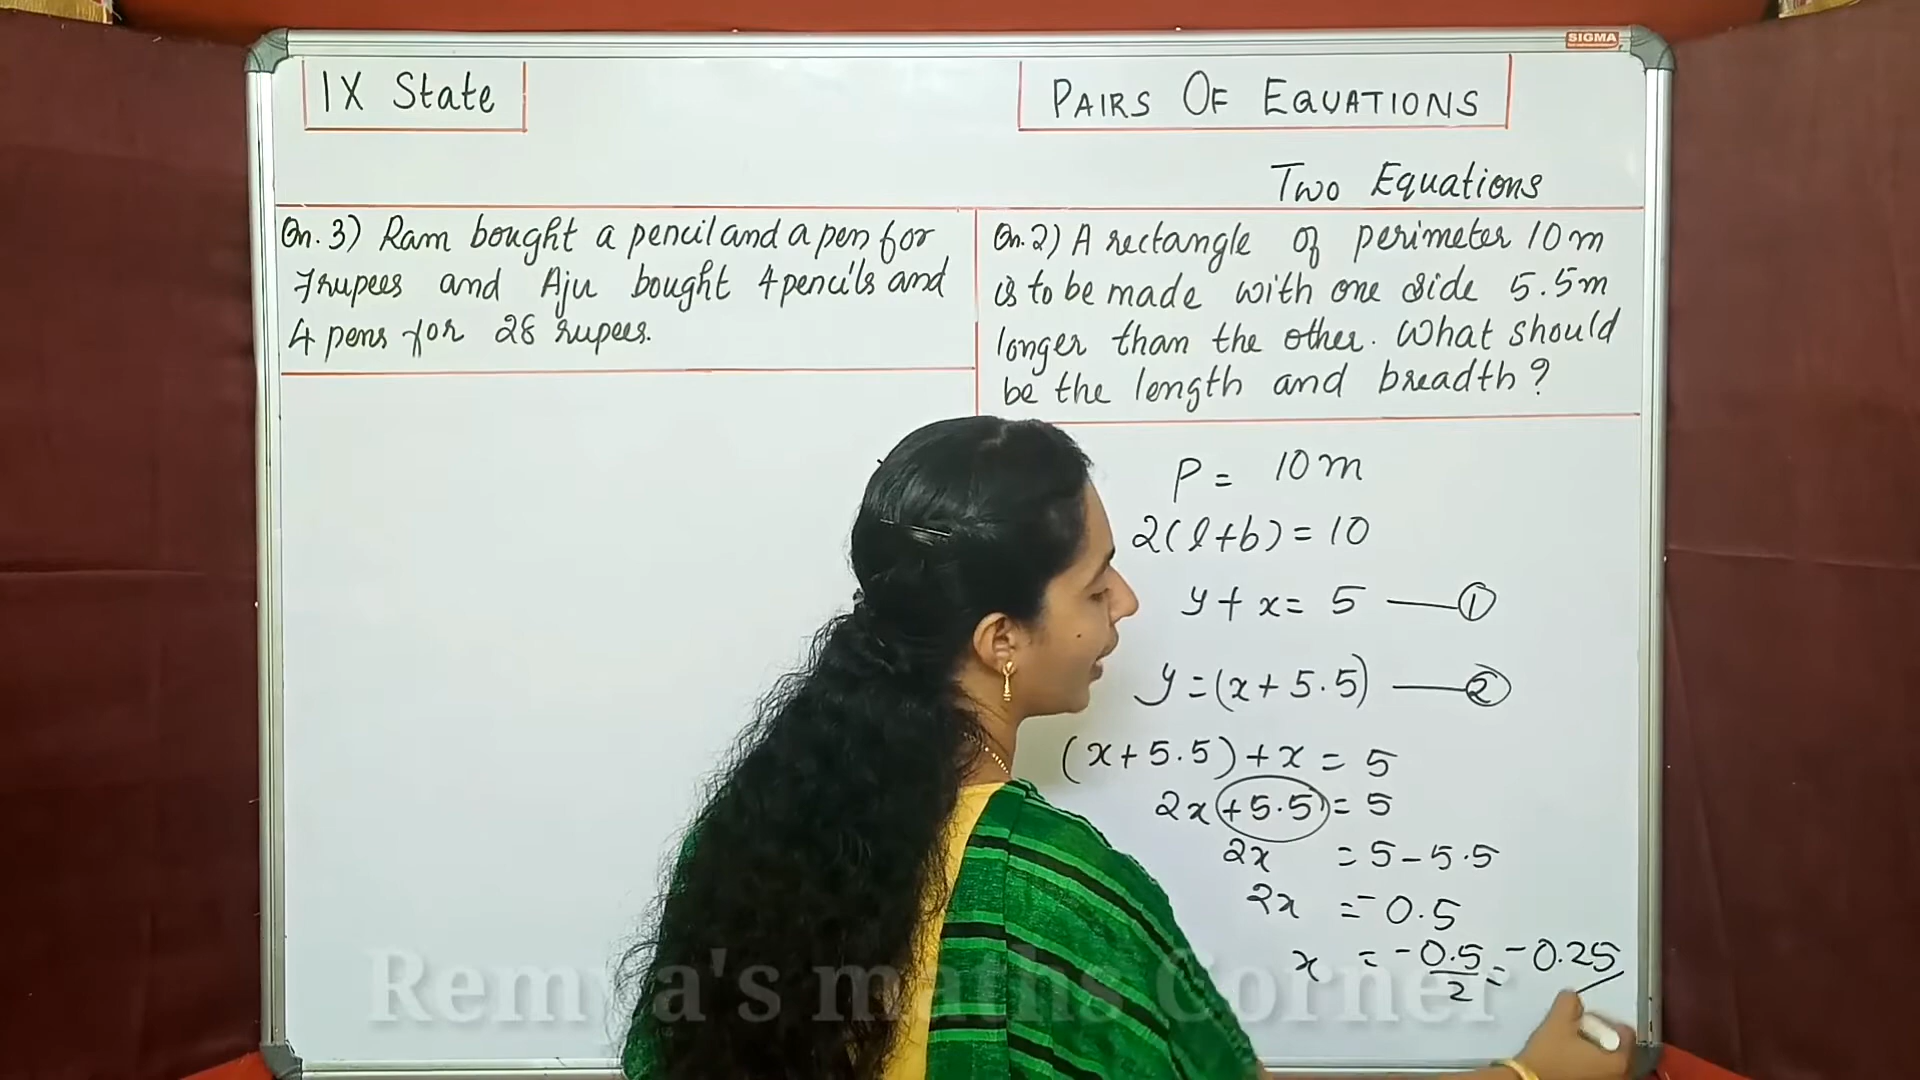 SIGMA
IX State
PAIRS OF EQUATIONS
Two Equations
Qn. 3) Ram bought a pencil and a pen for
7 rupees and Aju bought 4 pencils and
4 pens for 28 rupees.
Qn. 2) A rectangle of perimeter 10 m
is to be made with one side 5.5m
longer than the other. What should
be the length and breadth?
P = 10 m
2(l+b) = 10
y + x = 5 —— ①
y = (x + 5.5) —— ②
(x + 5.5) + x = 5
2x + 5.5 = 5
2x = 5 - 5.5
2x = -0.5
x = -0.5/2 = -0.25
Remya's maths Corner